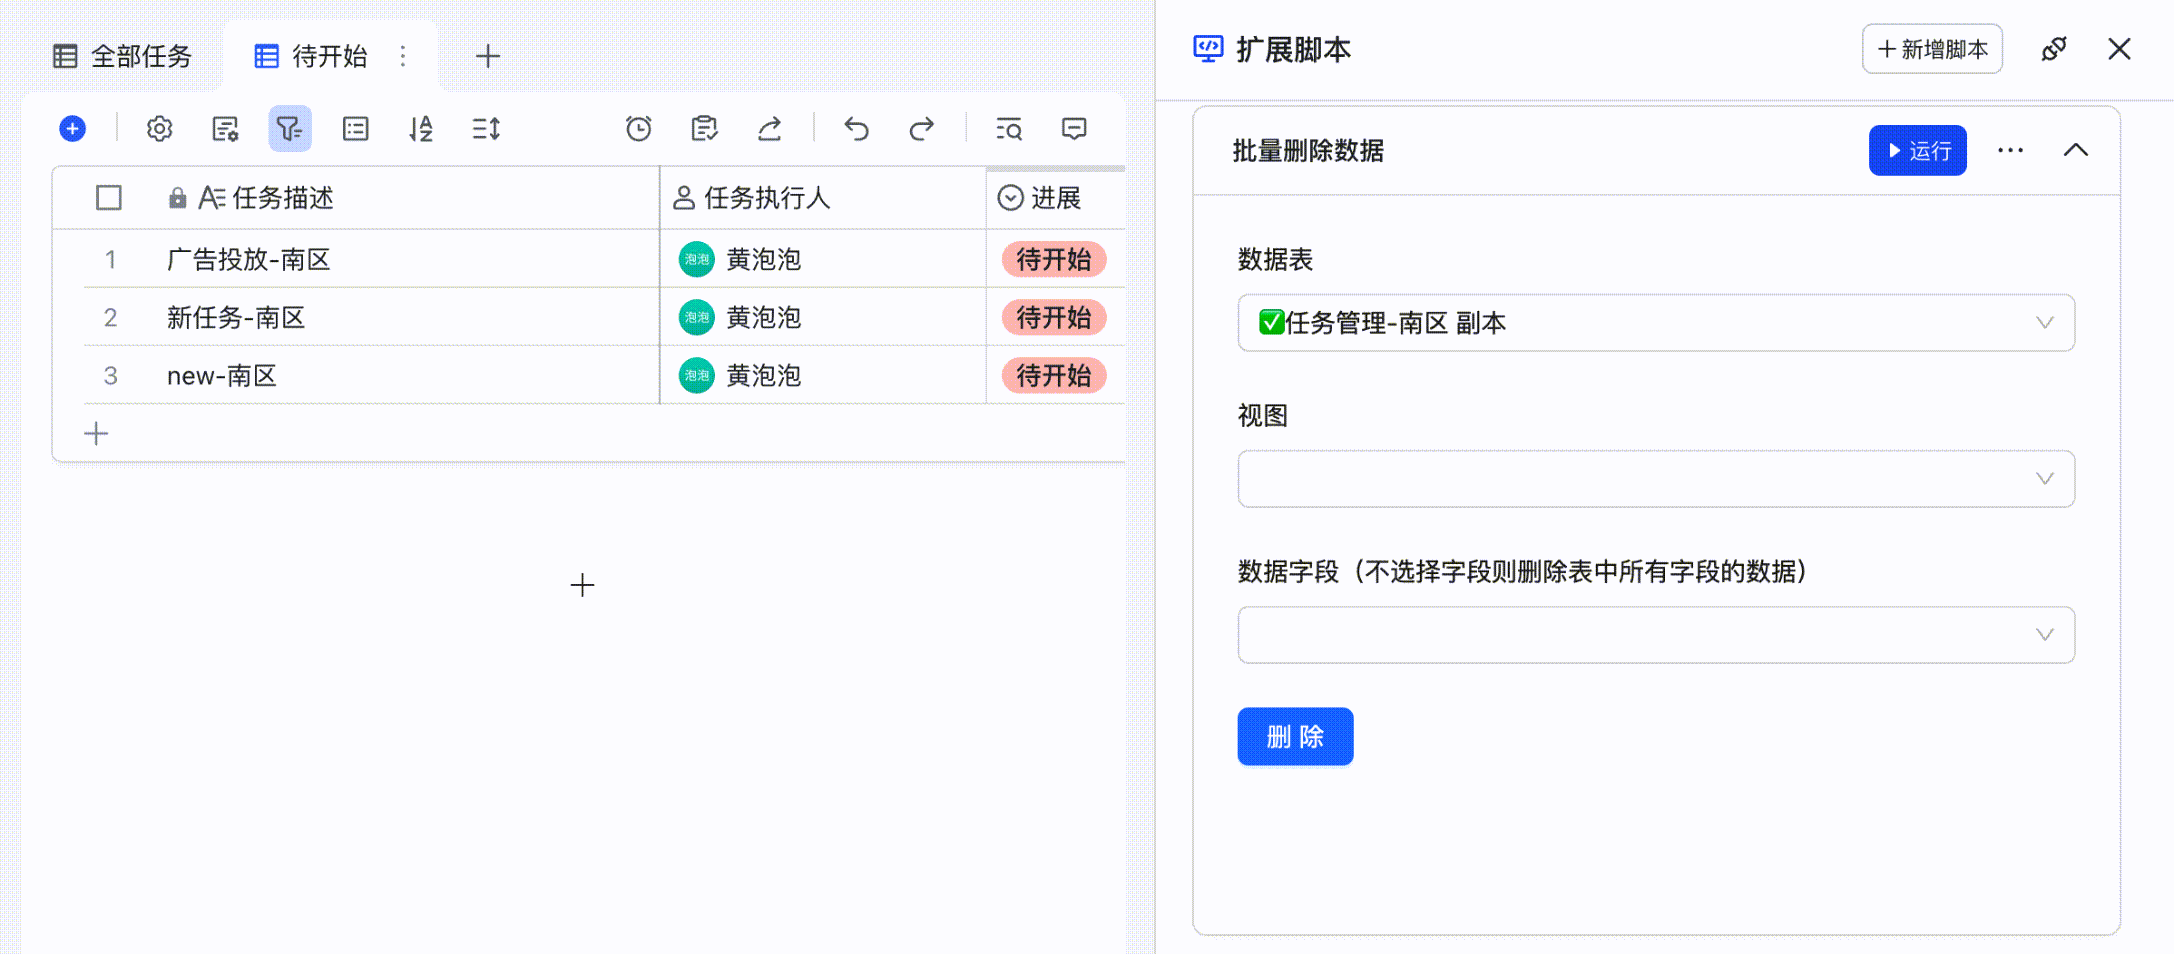 全部任务
待开始
任务描述
任务执行人
进展
1
广告投放-南区
泡泡
黄泡泡
待开始
2
新任务-南区
泡泡
黄泡泡
待开始
3
new-南区
泡泡
黄泡泡
待开始
扩展脚本
新增脚本
批量删除数据
运行
数据表
✅任务管理-南区 副本
视图
数据字段（不选择字段则删除表中所有字段的数据）
删 除